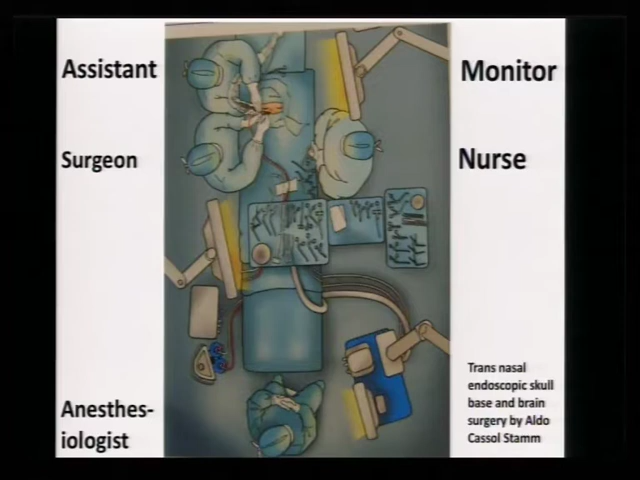 Assistant
Monitor
Surgeon
Nurse
Anesthes-
iologist
Trans nasal
endoscopic skull
base and brain
surgery by Aldo
Cassol Stamm